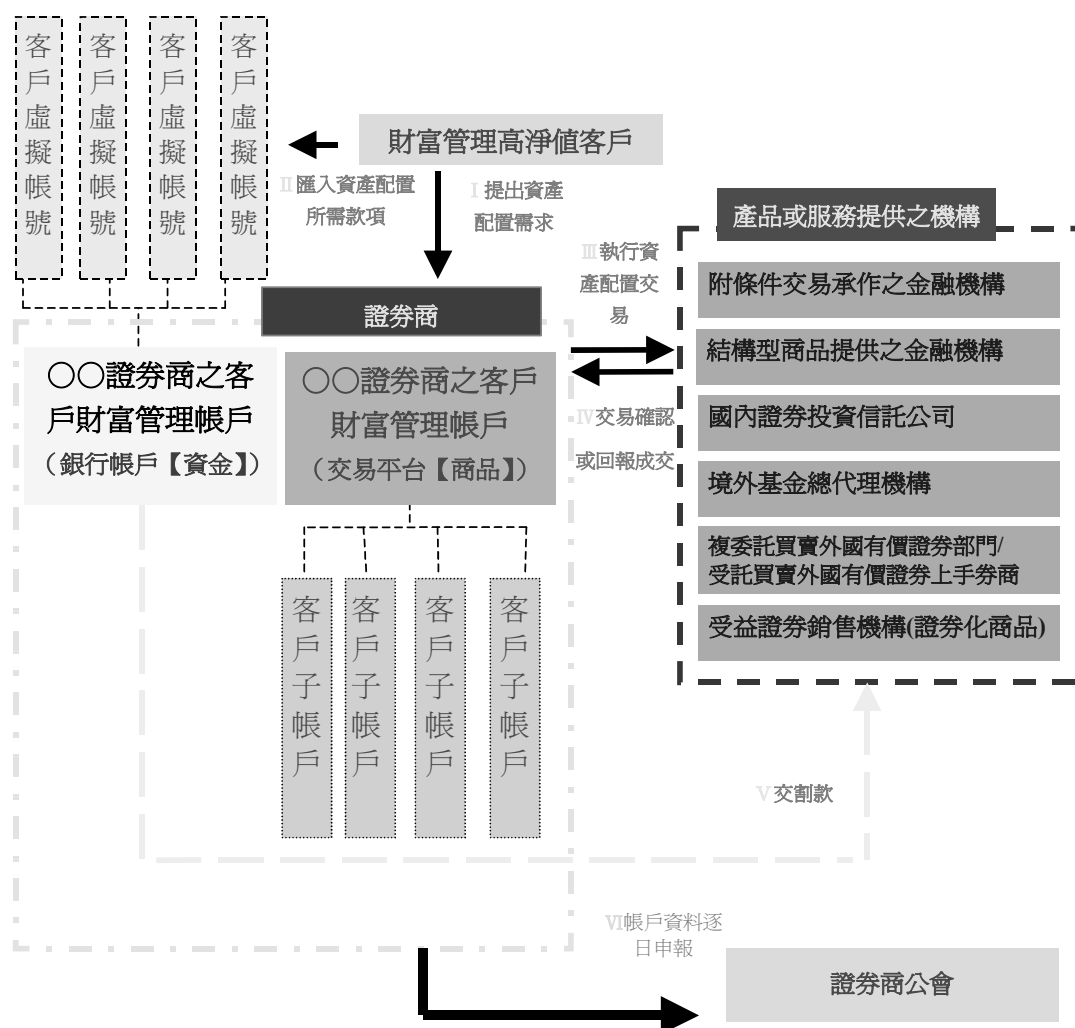 客戶虛擬帳號
客戶虛擬帳號
客戶虛擬帳號
客戶虛擬帳號
財富管理高淨值客戶
Ⅱ匯入資產配置
所需款項
Ⅰ提出資產
配置需求
產品或服務提供之機構
Ⅲ執行資
產配置交
易
附條件交易承作之金融機構
證券商
結構型商品提供之金融機構
〇〇證券商之客
戶財富管理帳戶
（銀行帳戶【資金】）
〇〇證券商之客戶
財富管理帳戶
（交易平台【商品】）
Ⅳ交易確認
或回報成交
國內證券投資信託公司
境外基金總代理機構
複委託買賣外國有價證券部門/
受託買賣外國有價證券上手券商
受益證券銷售機構(證券化商品)
客戶子帳戶
客戶子帳戶
客戶子帳戶
客戶子帳戶
Ⅴ交割款
Ⅵ帳戶資料逐
日申報
證券商公會